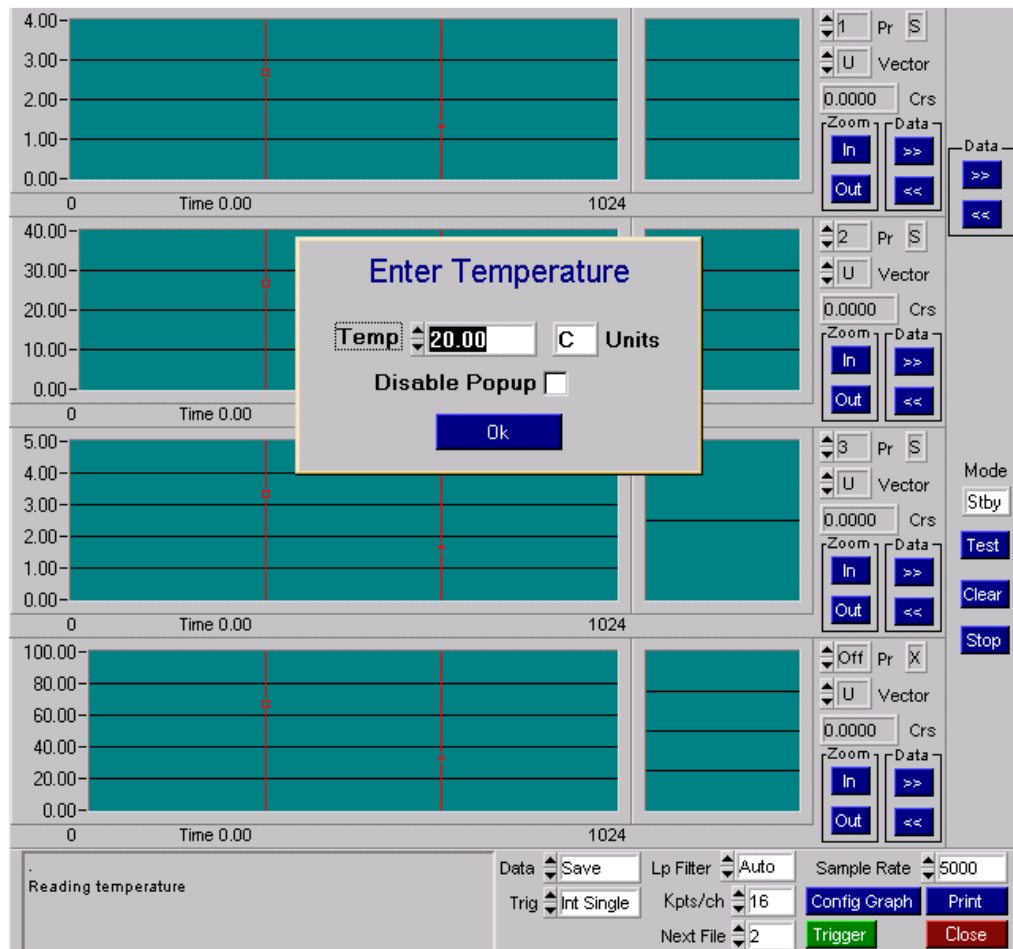 4.00
3.00
2.00
1.00
0.00
0 Time 0.00 1024
1 Pr S
U Vector
0.0000 Crs
Zoom Data
In >>
Out <<
Data
>>
<<
40.00
30.00
20.00
10.00
0.00
0 Time 0.00
2 Pr S
U Vector
0.0000 Crs
Zoom Data
In >>
Out <<
Enter Temperature
Temp 20.00 C Units
Disable Popup
Ok
5.00
4.00
3.00
2.00
1.00
0.00
0 Time 0.00 1024
3 Pr S
U Vector
0.0000 Crs
Zoom Data
In >>
Out <<
Mode
Stby
Test
Clear
Stop
100.00
80.00
60.00
40.00
20.00
0.00
0 Time 0.00 1024
Off Pr X
U Vector
0.0000 Crs
Zoom Data
In >>
Out <<
.
Reading temperature
Data Save Lp Filter Auto Sample Rate 5000
Trig Int Single Kpts/ch 16 Config Graph Print
Next File 2 Trigger Close